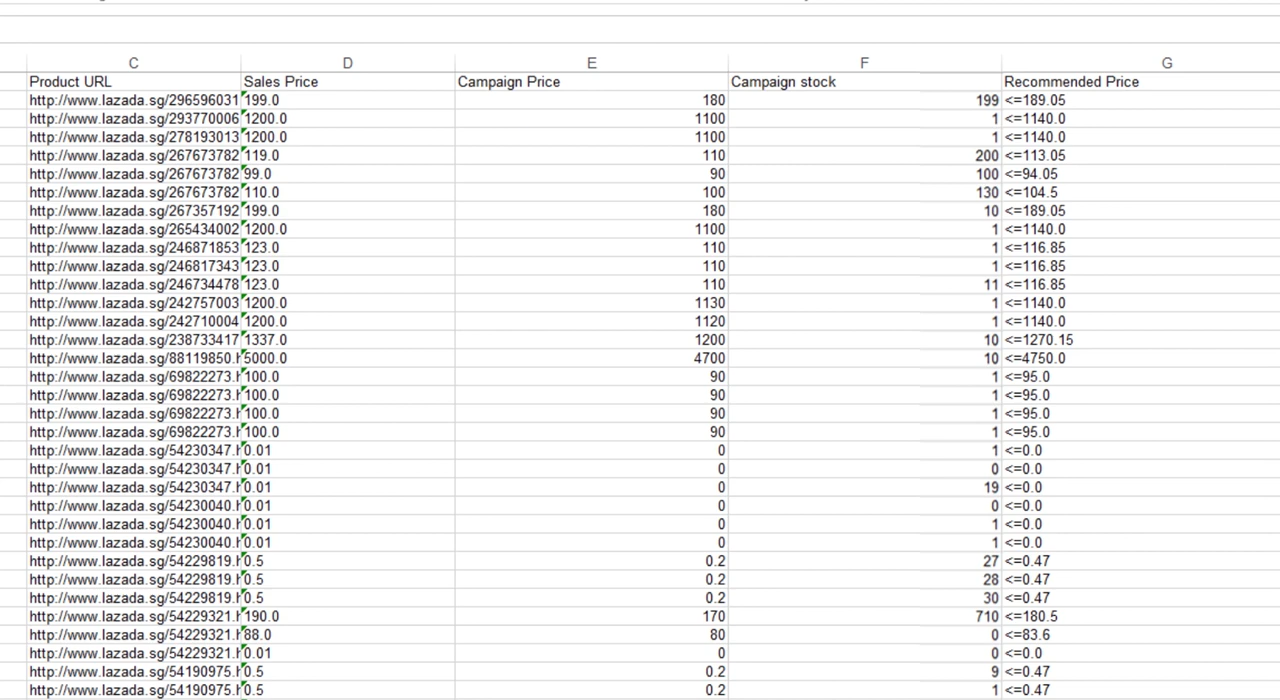 C D E F G
Product URL Sales Price Campaign Price Campaign stock Recommended Price
http://www.lazada.sg/296596031 199.0 180 199 <=189.05
http://www.lazada.sg/293770006 1200.0 1100 1 <=1140.0
http://www.lazada.sg/278193013 1200.0 1100 1 <=1140.0
http://www.lazada.sg/267673782 119.0 110 200 <=113.05
http://www.lazada.sg/267673782 99.0 90 100 <=94.05
http://www.lazada.sg/267673782 110.0 100 130 <=104.5
http://www.lazada.sg/267357192 199.0 180 10 <=189.05
http://www.lazada.sg/265434002 1200.0 1100 1 <=1140.0
http://www.lazada.sg/246871853 123.0 110 1 <=116.85
http://www.lazada.sg/246817343 123.0 110 1 <=116.85
http://www.lazada.sg/246734478 123.0 110 11 <=116.85
http://www.lazada.sg/242757003 1200.0 1130 1 <=1140.0
http://www.lazada.sg/242710004 1200.0 1120 1 <=1140.0
http://www.lazada.sg/238733417 1337.0 1200 10 <=1270.15
http://www.lazada.sg/88119850.h 5000.0 4700 10 <=4750.0
http://www.lazada.sg/69822273.h 100.0 90 1 <=95.0
http://www.lazada.sg/69822273.h 100.0 90 1 <=95.0
http://www.lazada.sg/69822273.h 100.0 90 1 <=95.0
http://www.lazada.sg/69822273.h 100.0 90 1 <=95.0
http://www.lazada.sg/54230347.h 0.01 0 1 <=0.0
http://www.lazada.sg/54230347.h 0.01 0 0 <=0.0
http://www.lazada.sg/54230347.h 0.01 0 19 <=0.0
http://www.lazada.sg/54230040.h 0.01 0 0 <=0.0
http://www.lazada.sg/54230040.h 0.01 0 1 <=0.0
http://www.lazada.sg/54230040.h 0.01 0 1 <=0.0
http://www.lazada.sg/54229819.h 0.5 0.2 27 <=0.47
http://www.lazada.sg/54229819.h 0.5 0.2 28 <=0.47
http://www.lazada.sg/54229819.h 0.5 0.2 30 <=0.47
http://www.lazada.sg/54229321.h 190.0 170 710 <=180.5
http://www.lazada.sg/54229321.h 88.0 80 0 <=83.6
http://www.lazada.sg/54229321.h 0.01 0 0 <=0.0
http://www.lazada.sg/54190975.h 0.5 0.2 9 <=0.47
http://www.lazada.sg/54190975.h 0.5 0.2 1 <=0.47